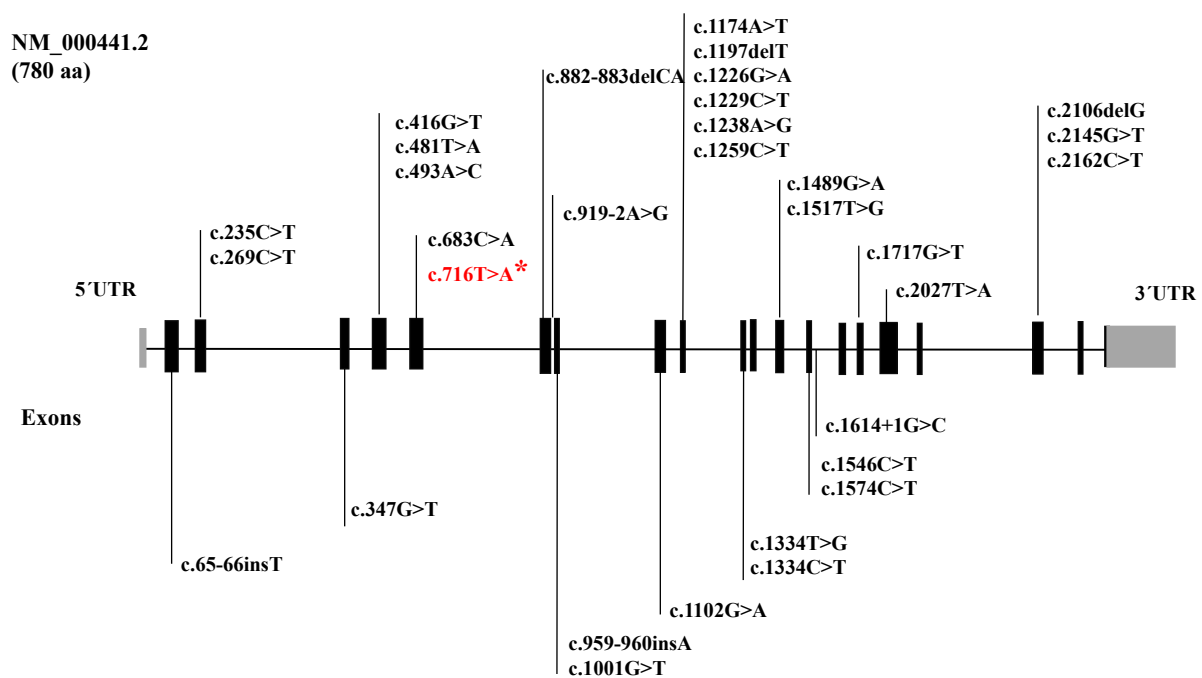 NM_000441.2
(780 aa)
c.235C>T
c.269C>T
c.416G>T
c.481T>A
c.493A>C
c.683C>A
c.716T>A*
c.882-883delCA
c.919-2A>G
c.1174A>T
c.1197delT
c.1226G>A
c.1229C>T
c.1238A>G
c.1259C>T
c.1489G>A
c.1517T>G
c.1717G>T
c.2027T>A
c.2106delG
c.2145G>T
c.2162C>T
5´UTR
3´UTR
Exons
c.65-66insT
c.347G>T
c.959-960insA
c.1001G>T
c.1102G>A
c.1334T>G
c.1334C>T
c.1546C>T
c.1574C>T
c.1614+1G>C